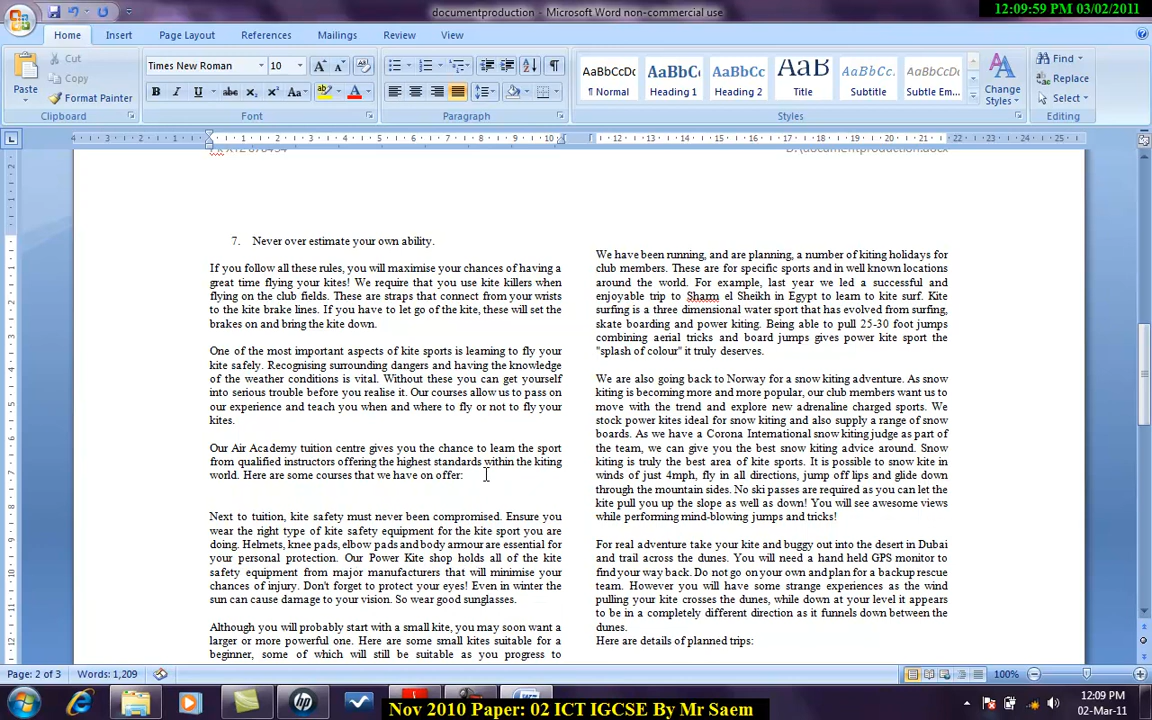 documentproduction - Microsoft Word non-commercial use
12:09:59 PM 03/02/2011
Home Insert Page Layout References Mailings Review View
Paste
Cut
Copy
Format Painter
Clipboard
Times New Roman 10
Font
Paragraph
AaBbCcDc AaBbC AaBbCc AaB AaBbCc. AaBbCcDc
¶ Normal Heading 1 Heading 2 Title Subtitle Subtle Em...
Change Styles
Styles
Find
Replace
Select
Editing
7. Never over estimate your own ability.
If you follow all these rules, you will maximise your chances of having a
great time flying your kites! We require that you use kite killers when
flying on the club fields. These are straps that connect from your wrists
to the kite brake lines. If you have to let go of the kite, these will set the
brakes on and bring the kite down.
One of the most important aspects of kite sports is learning to fly your
kite safely. Recognising surrounding dangers and having the knowledge
of the weather conditions is vital. Without these you can get yourself
into serious trouble before you realise it. Our courses allow us to pass on
our experience and teach you when and where to fly or not to fly your
kites.
Our Air Academy tuition centre gives you the chance to learn the sport
from qualified instructors offering the highest standards within the kiting
world. Here are some courses that we have on offer:
Next to tuition, kite safety must never been compromised. Ensure you
wear the right type of kite safety equipment for the kite sport you are
doing. Helmets, knee pads, elbow pads and body armour are essential for
your personal protection. Our Power Kite shop holds all of the kite
safety equipment from major manufacturers that will minimise your
chances of injury. Don't forget to protect your eyes! Even in winter the
sun can cause damage to your vision. So wear good sunglasses.
Although you will probably start with a small kite, you may soon want a
larger or more powerful one. Here are some small kites suitable for a
beginner, some of which will still be suitable as you progress to
We have been running, and are planning, a number of kiting holidays for
club members. These are for specific sports and in well known locations
around the world. For example, last year we led a successful and
enjoyable trip to Sharm el Sheikh in Egypt to learn to kite surf. Kite
surfing is a three dimensional water sport that has evolved from surfing,
skate boarding and power kiting. Being able to pull 25-30 foot jumps
combining aerial tricks and board jumps gives power kite sport the
"splash of colour" it truly deserves.
We are also going back to Norway for a snow kiting adventure. As snow
kiting is becoming more and more popular, our club members want us to
move with the trend and explore new adrenaline charged sports. We
stock power kites ideal for snow kiting and also supply a range of snow
boards. As we have a Corona International snow kiting judge as part of
the team, we can give you the best snow kiting advice around. Snow
kiting is truly the best area of kite sports. It is possible to snow kite in
winds of just 4mph, fly in all directions, jump off lips and glide down
through the mountain sides. No ski passes are required as you can let the
kite pull you up the slope as well as down! You will see awesome views
while performing mind-blowing jumps and tricks!
For real adventure take your kite and buggy out into the desert in Dubai
and trail across the dunes. You will need a hand held GPS monitor to
find your way back. Do not go on your own and plan for a backup rescue
team. However you will have some strange experiences as the wind
pulling your kite crosses the dunes, while down at your level it appears
to be in a completely different direction as it funnels down between the
dunes.
Here are details of planned trips:
Page: 2 of 3 Words: 1,209
100%
Nov 2010 Paper: 02 ICT IGCSE By Mr Saem
12:09 PM
02-Mar-11